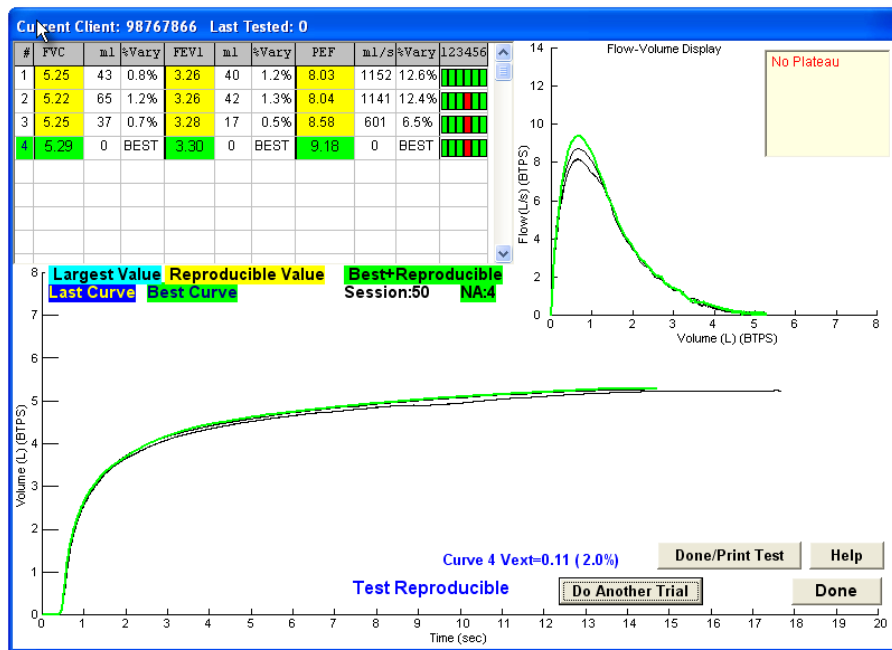 Current Client: 98767866 Last Tested: 0
# FVC ml %Vary FEV1 ml %Vary PEF ml/s %Vary 123456
1 5.25 43 0.8% 3.26 40 1.2% 8.03 1152 12.6%
2 5.22 65 1.2% 3.26 42 1.3% 8.04 1141 12.4%
3 5.25 37 0.7% 3.28 17 0.5% 8.58 601 6.5%
4 5.29 0 BEST 3.30 0 BEST 9.18 0 BEST
Flow-Volume Display
No Plateau
14
12
10
8
6
4
2
0
Flow(L/s) (BTPS)
0 1 2 3 4 5 6 7 8
Volume (L) (BTPS)
Largest Value Reproducible Value Best+Reproducible
Last Curve Best Curve Session:50 NA:4
8
7
6
5
4
3
2
1
0
Volume (L) (BTPS)
Curve 4 Vext=0.11 ( 2.0%)
Done/Print Test
Help
Test Reproducible
Do Another Trial
Done
0 1 2 3 4 5 6 7 8 9 10 11 12 13 14 15 16 17 18 19 20
Time (sec)